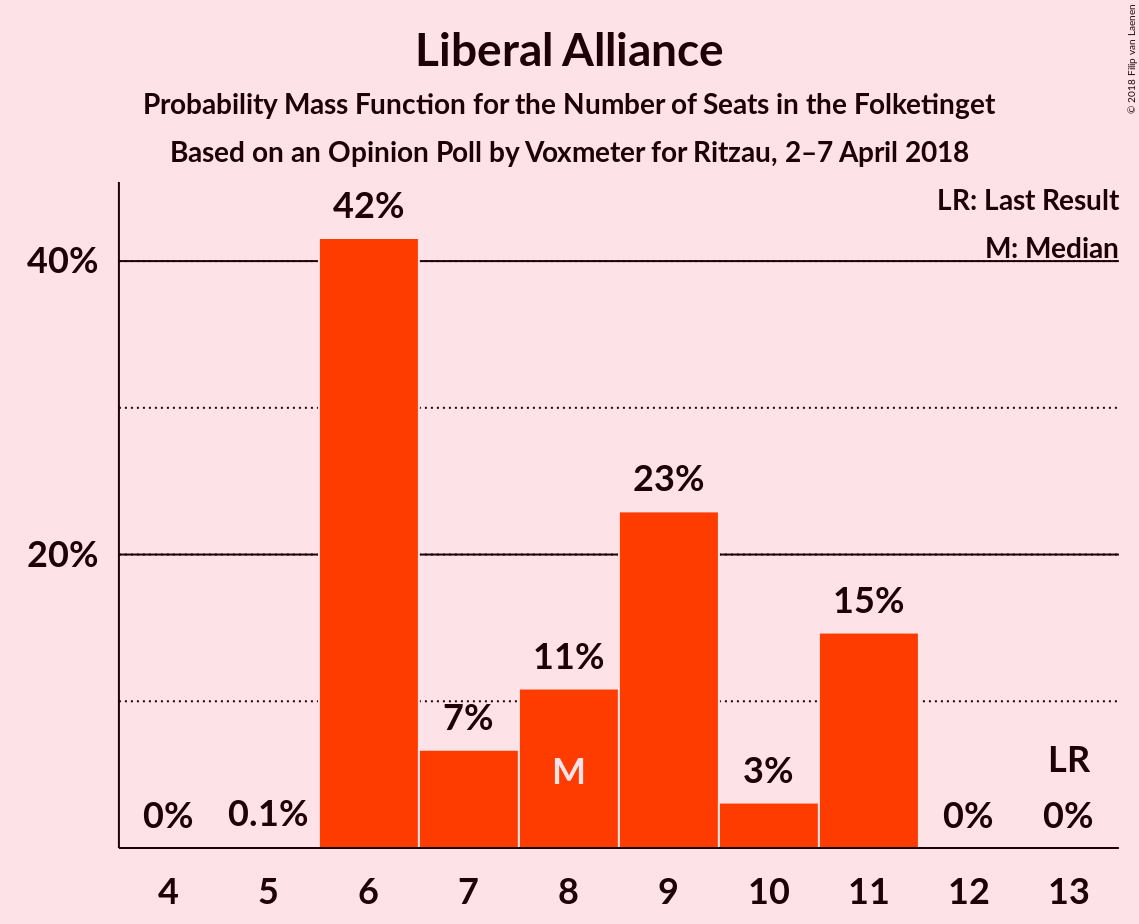 Liberal Alliance
Probability Mass Function for the Number of Seats in the Folketinget
Based on an Opinion Poll by Voxmeter for Ritzau, 2–7 April 2018
© 2018 Filip van Laenen
LR: Last Result
M: Median
40%
20%
0%
0.1%
42%
7%
11%
M
23%
3%
15%
0%
LR
0%
4 5 6 7 8 9 10 11 12 13